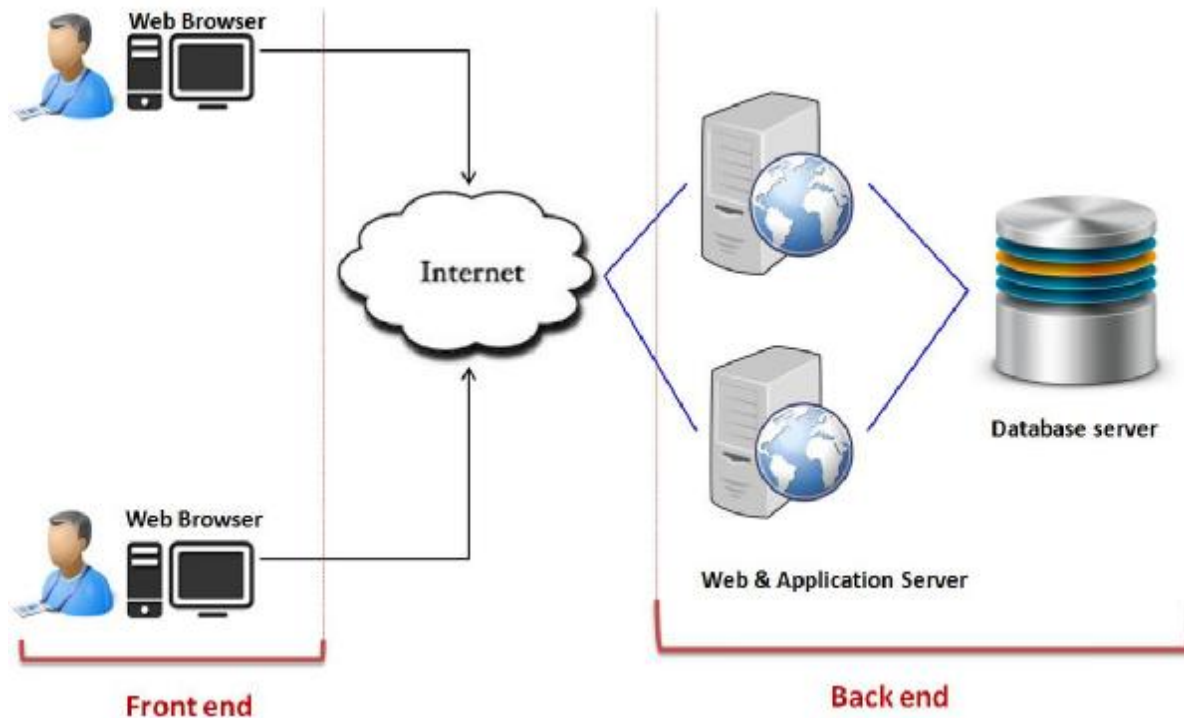 Web Browser
Internet
Database server
Web Browser
Web & Application Server
Front end
Back end